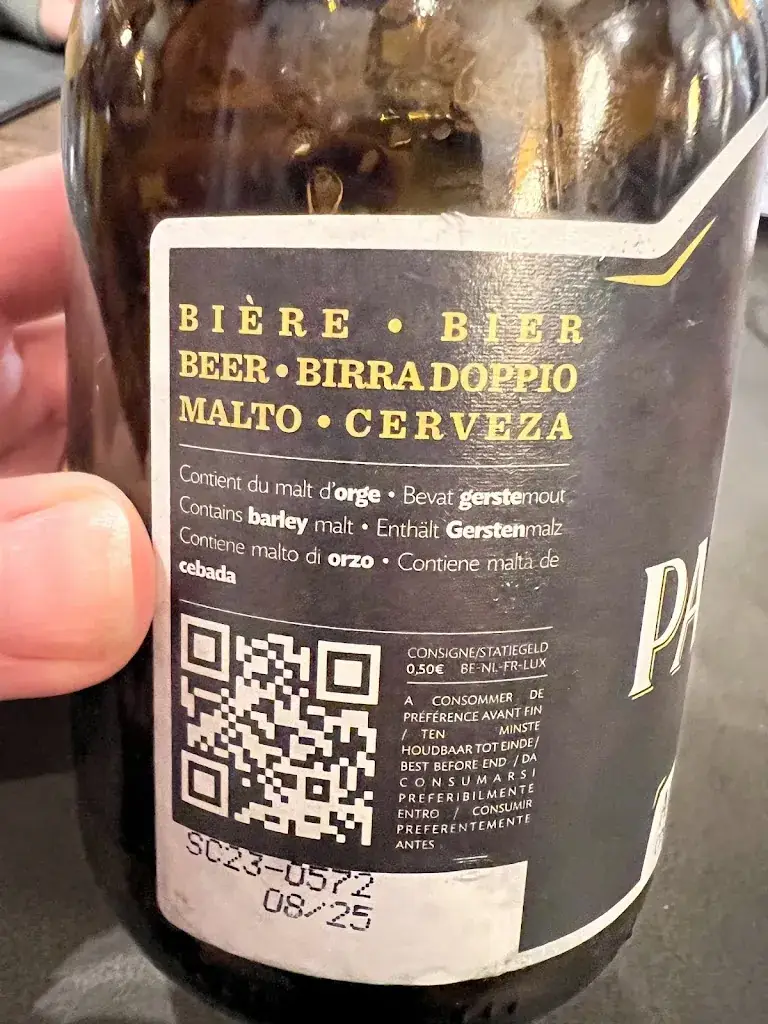 BIÈRE • BIER
BEER • BIRRA DOPPIO
MALTO • CERVEZA
Contient du malt d'orge • Bevat gerstemout
Contains barley malt • Enthält Gerstenmalz
Contiene malto di orzo • Contiene malta de
cebada
CONSIGNE/STATIEGELD
0,50€ BE-NL-FR-LUX
A CONSOMMER DE
PRÉFÉRENCE AVANT FIN
/ TEN MINSTE
HOUDBAAR TOT EINDE/
BEST BEFORE END / DA
CONSUMARSI
PREFERIBILMENTE
ENTRO / CONSUMIR
PREFERENTEMENTE
ANTES
SC23-0572
08/25
PA